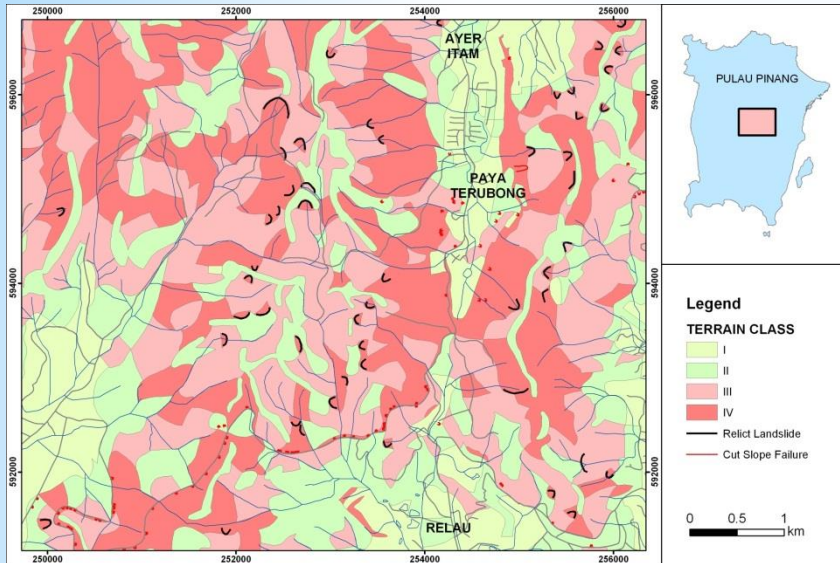 250000 252000 254000 256000
AYER
ITAM
PAYA
TERUBONG
RELAU
596000
594000
592000
596000
594000
592000
250000 252000 254000 256000
PULAU PINANG
Legend
TERRAIN CLASS
I
II
III
IV
Relict Landslide
Cut Slope Failure
0 0.5 1
km